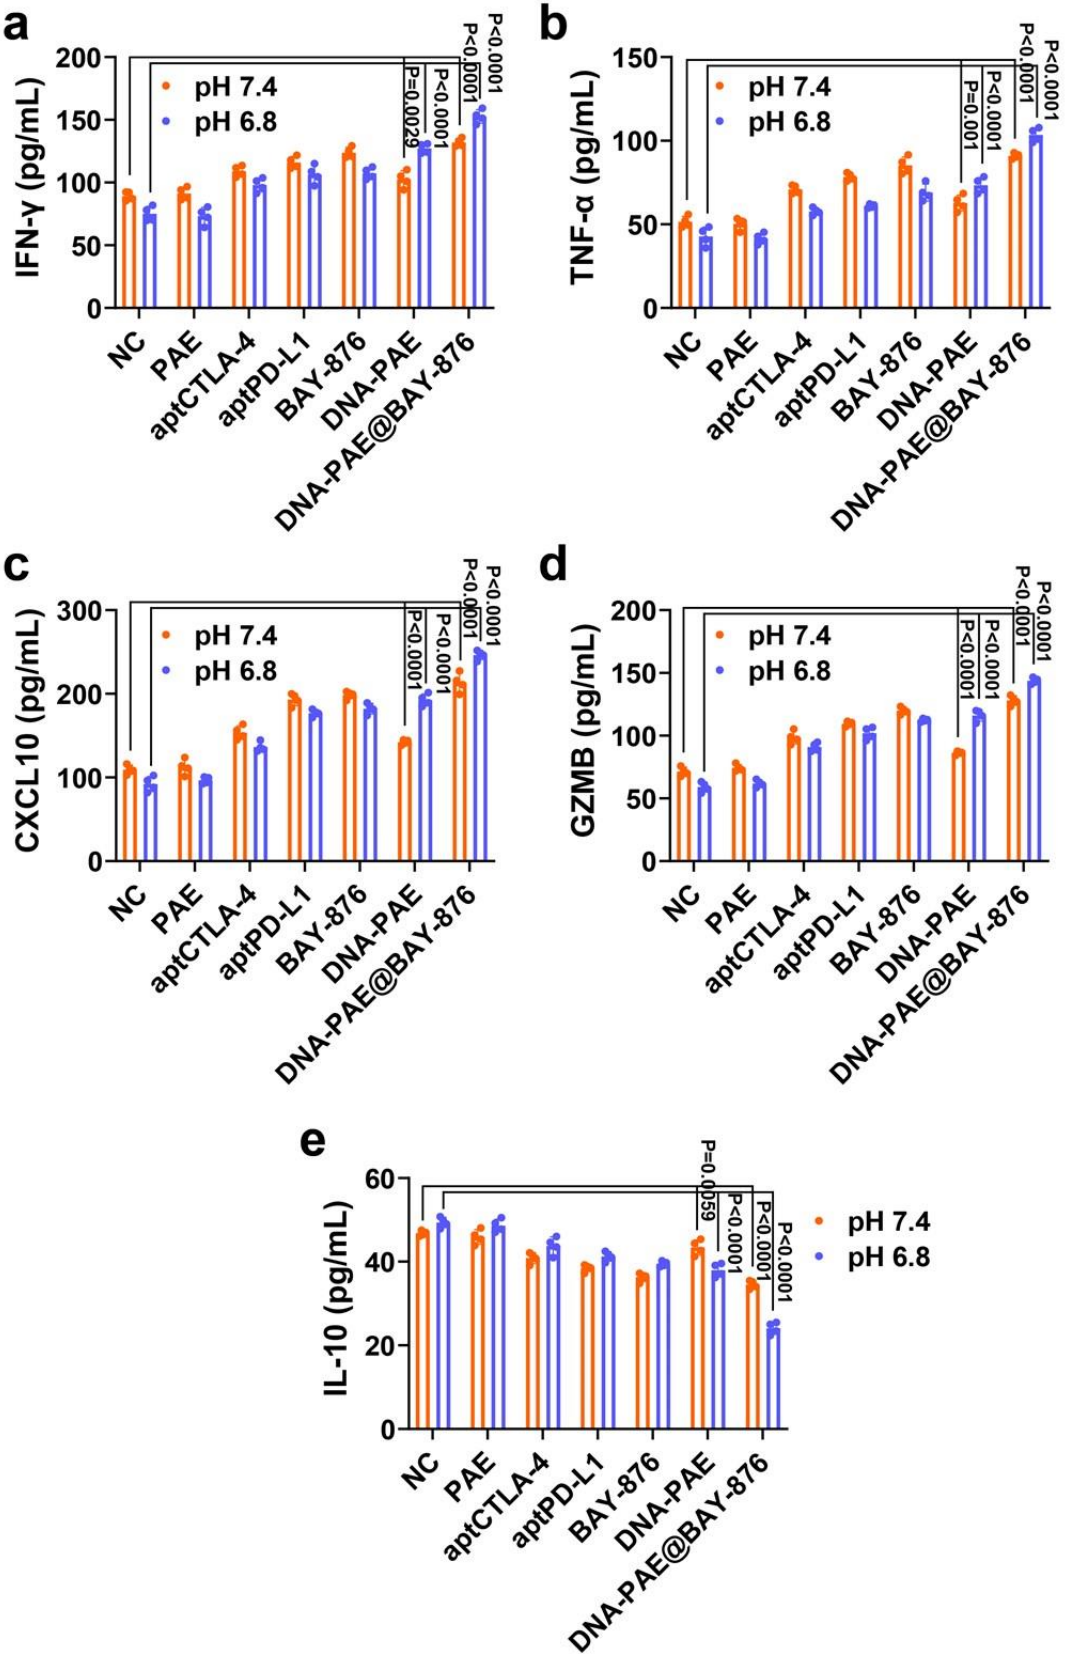 a
IFN-γ (pg/mL)
200
150
100
50
0
pH 7.4
pH 6.8
P=0.0029
P<0.0001
P<0.0001
P<0.0001
NC
PAE
aptCTLA-4
aptPD-L1
BAY-876
DNA-PAE
DNA-PAE@BAY-876
b
TNF-α (pg/mL)
150
100
50
0
pH 7.4
pH 6.8
P=0.001
P<0.0001
P<0.0001
P<0.0001
NC
PAE
aptCTLA-4
aptPD-L1
BAY-876
DNA-PAE
DNA-PAE@BAY-876
c
CXCL10 (pg/mL)
300
200
100
0
pH 7.4
pH 6.8
P<0.0001
P<0.0001
P<0.0001
P<0.0001
NC
PAE
aptCTLA-4
aptPD-L1
BAY-876
DNA-PAE
DNA-PAE@BAY-876
d
GZMB (pg/mL)
200
150
100
50
0
pH 7.4
pH 6.8
P<0.0001
P<0.0001
P<0.0001
P<0.0001
NC
PAE
aptCTLA-4
aptPD-L1
BAY-876
DNA-PAE
DNA-PAE@BAY-876
e
IL-10 (pg/mL)
60
40
20
0
P=0.0059
P<0.0001
P<0.0001
P<0.0001
pH 7.4
pH 6.8
NC
PAE
aptCTLA-4
aptPD-L1
BAY-876
DNA-PAE
DNA-PAE@BAY-876